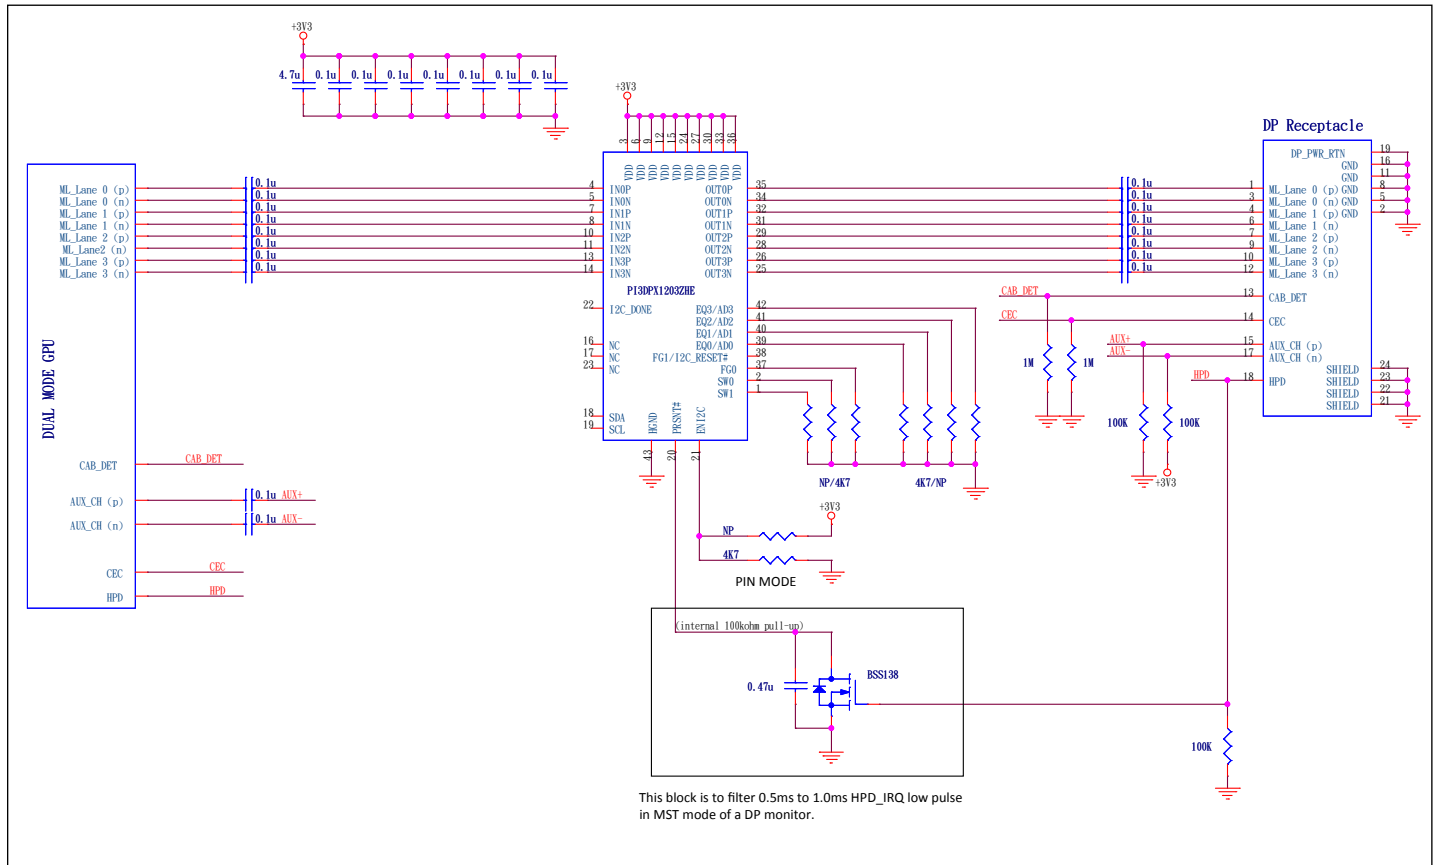 +3V3
4.7u 0.1u 0.1u 0.1u 0.1u 0.1u 0.1u 0.1u
+3V3
3 6 9 12 15 24 27 30 33 36
VDD VDD VDD VDD VDD VDD VDD VDD VDD VDD
DP Receptacle
DP_PWR_RTN 19
GND 16
GND 11
ML_Lane 0 (p) 0.1u 4 IN0P OUT0P 35 0.1u 1 ML_Lane 0 (p) GND 8
ML_Lane 0 (n) 0.1u 5 IN0N OUT0N 34 0.1u 3 ML_Lane 0 (n) GND 5
ML_Lane 1 (p) 0.1u 7 IN1P OUT1P 32 0.1u 4 ML_Lane 1 (p) GND 2
ML_Lane 1 (n) 0.1u 8 IN1N OUT1N 31 0.1u 6 ML_Lane 1 (n)
ML_Lane 2 (p) 0.1u 10 IN2P OUT2P 29 0.1u 7 ML_Lane 2 (p)
ML_Lane2 (n) 0.1u 11 IN2N OUT2N 28 0.1u 9 ML_Lane 2 (n)
ML_Lane 3 (p) 0.1u 13 IN3P OUT3P 26 0.1u 10 ML_Lane 3 (p)
ML_Lane 3 (n) 0.1u 14 IN3N OUT3N 25 0.1u 12 ML_Lane 3 (n)
PI3DPX1203ZHE
CAB_DET 13 CAB_DET
22 I2C_DONE EQ3/AD3 42
EQ2/AD2 41
CEC 14 CEC
EQ1/AD1 40
16 NC EQ0/AD0 39
AUX+ 15 AUX_CH (p)
17 NC FG1/I2C_RESET# 38
AUX- 17 AUX_CH (n)
23 NC FG0 37
1M 1M
SHIELD 24
SW0 2
HPD 18 HPD
SHIELD 23
SW1 1
SHIELD 22
SHIELD 21
DUAL MODE GPU
18 SDA
19 SCL
HGND PRSNT# ENI2C
43 20 21
100K 100K
+3V3
CAB_DET CAB_DET
NP/4K7 4K7/NP
AUX_CH (p) 0.1u AUX+
AUX_CH (n) 0.1u AUX-
+3V3
NP
4K7
PIN MODE
CEC CEC
HPD HPD
(internal 100kohm pull-up)
0.47u
BSS138
100K
This block is to filter 0.5ms to 1.0ms HPD_IRQ low pulse
in MST mode of a DP monitor.